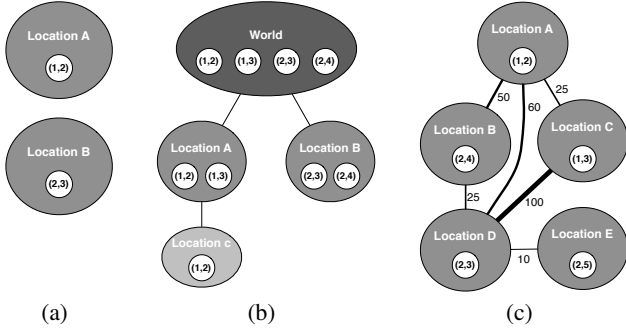 Location A
(1,2)
Location B
(2,3)
(a)
World
(1,2) (1,3) (2,3) (2,4)
Location A
(1,2) (1,3)
Location B
(2,3) (2,4)
Location c
(1,2)
(b)
Location A
(1,2)
50
60
25
Location B
(2,4)
Location C
(1,3)
25
100
Location D
(2,3)
10
Location E
(2,5)
(c)